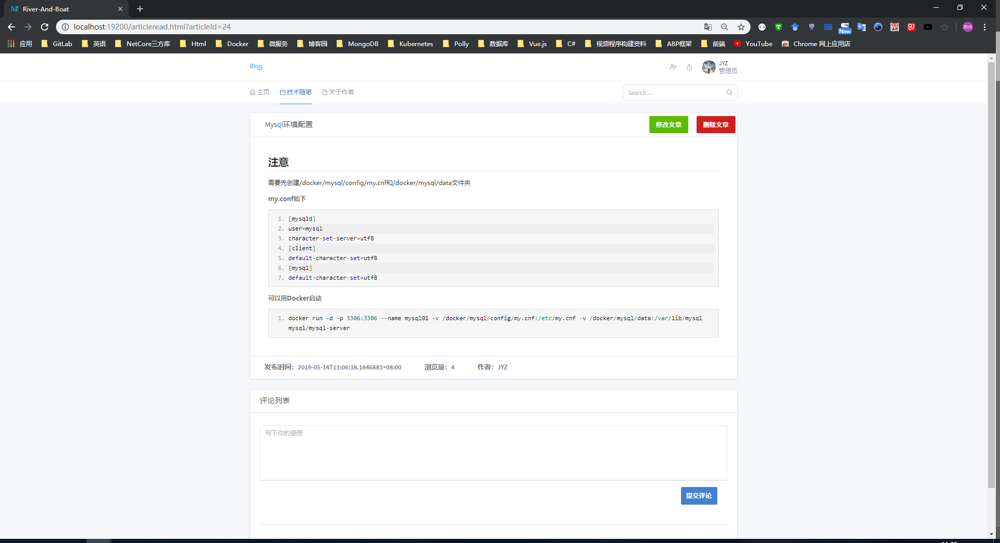 River-And-Boat
localhost:19200/articleread.html?articleId=24
New
雨舟
应用 GitLab 英语 NetCore三方库 Html Docker 微服务 博客园 MongoDB Kubernetes Polly 数据库 Vue.js C# 视频程序构建资料 ABP框架 前端 YouTube Chrome 网上应用店
Blog
JYZ
管理员
主页 技术随笔 关于作者
Search...
Mysql环境配置
修改文章 删除文章
注意
需要先创建/docker/mysql/config/my.cnf和/docker/mysql/data文件夹
my.conf如下
1. [mysqld]
2. user=mysql
3. character-set-server=utf8
4. [client]
5. default-character-set=utf8
6. [mysql]
7. default-character-set=utf8
可以用Docker启动
1. docker run -d -p 3306:3306 --name mysql01 -v /docker/mysql/config/my.cnf:/etc/my.cnf -v /docker/mysql/data:/var/lib/mysql
mysql/mysql-server
发布时间：2019-05-14T11:06:18.1846883+08:00 浏览量：4 作者：JYZ
评论列表
写下你的感想
提交评论